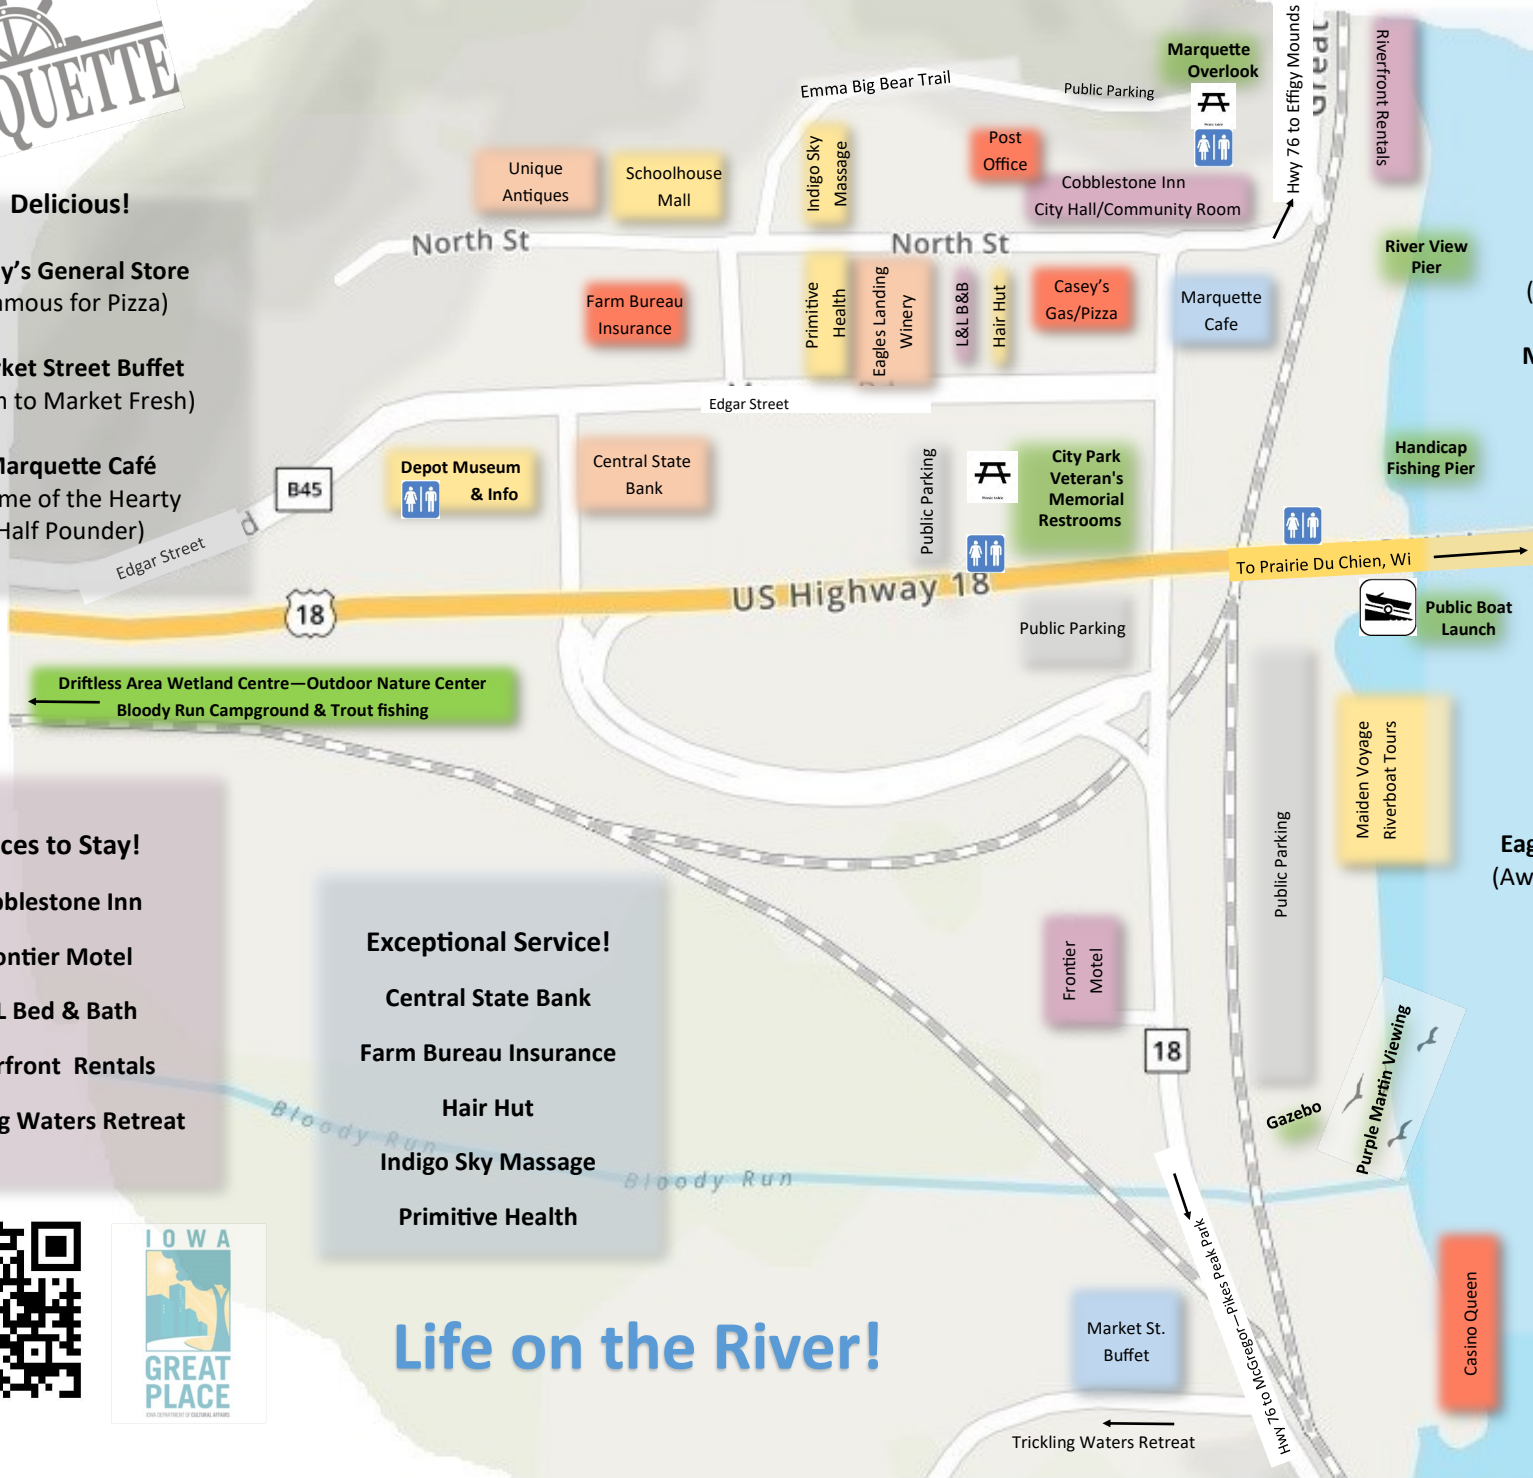 QUETTE
Delicious!
y's General Store
amous for Pizza)
ket Street Buffet
m to Market Fresh)
Marquette Café
me of the Hearty
Half Pounder)
Edgar Street
d
B45
18
Driftless Area Wetland Centre—Outdoor Nature Center
Bloody Run Campground & Trout fishing
ces to Stay!
bblestone Inn
ontier Motel
L Bed & Bath
rfront Rentals
g Waters Retreat
Exceptional Service!
Central State Bank
Farm Bureau Insurance
Hair Hut
Indigo Sky Massage
Primitive Health
Bloody Run
Bloody Run
IOWA
GREAT
PLACE
IOWA DEPARTMENT OF CULTURAL AFFAIRS
Life on the River!
Emma Big Bear Trail
Public Parking
Marquette
Overlook
Hwy 76 to Effigy Mounds
Great
Riverfront Rentals
Unique
Antiques
Schoolhouse
Mall
Indigo Sky
Massage
Post
Office
Cobblestone Inn
City Hall/Community Room
North St
North St
River View
Pier
Farm Bureau
Insurance
Primitive
Health
Eagles Landing
Winery
L&L B&B
Hair Hut
Casey's
Gas/Pizza
Marquette
Cafe
(
M
Edgar Street
Depot Museum
& Info
Central State
Bank
Public Parking
City Park
Veteran's
Memorial
Restrooms
Handicap
Fishing Pier
US Highway 18
To Prairie Du Chien, Wi
Public Parking
Public Boat
Launch
Maiden Voyage
Riverboat Tours
Public Parking
Eag
(Aw
Frontier
Motel
18
Gazebo
Purple Martin Viewing
Hwy 76 to McGregor—Pikes Peak Park
Market St.
Buffet
Casino Queen
Trickling Waters Retreat